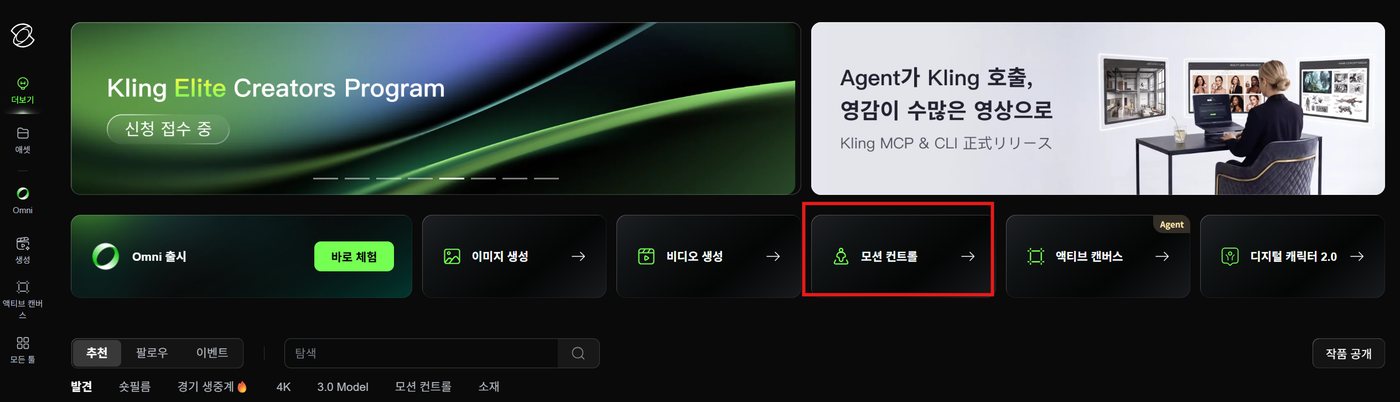 더보기
애셋
Omni
생성
액티브 캔버
스
모든 툴
Kling Elite Creators Program
신청 접수 중
Agent가 Kling 호출,
영감이 수많은 영상으로
Kling MCP & CLI 正式リリース
Omni 출시
바로 체험
이미지 생성
비디오 생성
모션 컨트롤
Agent
액티브 캔버스
디지털 캐릭터 2.0
추천 팔로우 이벤트
탐색
작품 공개
발견 숏필름 경기 생중계🔥 4K 3.0 Model 모션 컨트롤 소재